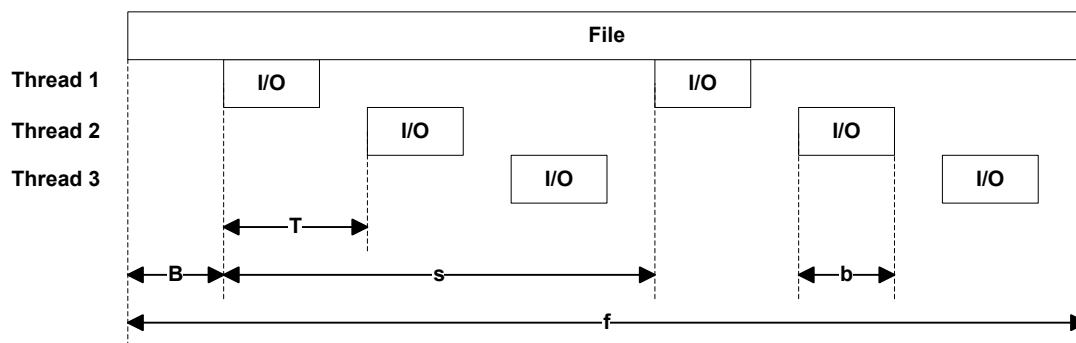 File
Thread 1 I/O I/O
Thread 2 I/O I/O
Thread 3 I/O I/O
T
B s b
f